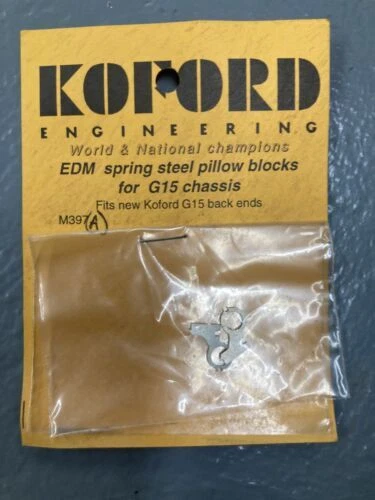 KOFORD
ENGINEERING
World & National champions
EDM spring steel pillow blocks
for G15 chassis
Fits new Koford G15 back ends
M397A